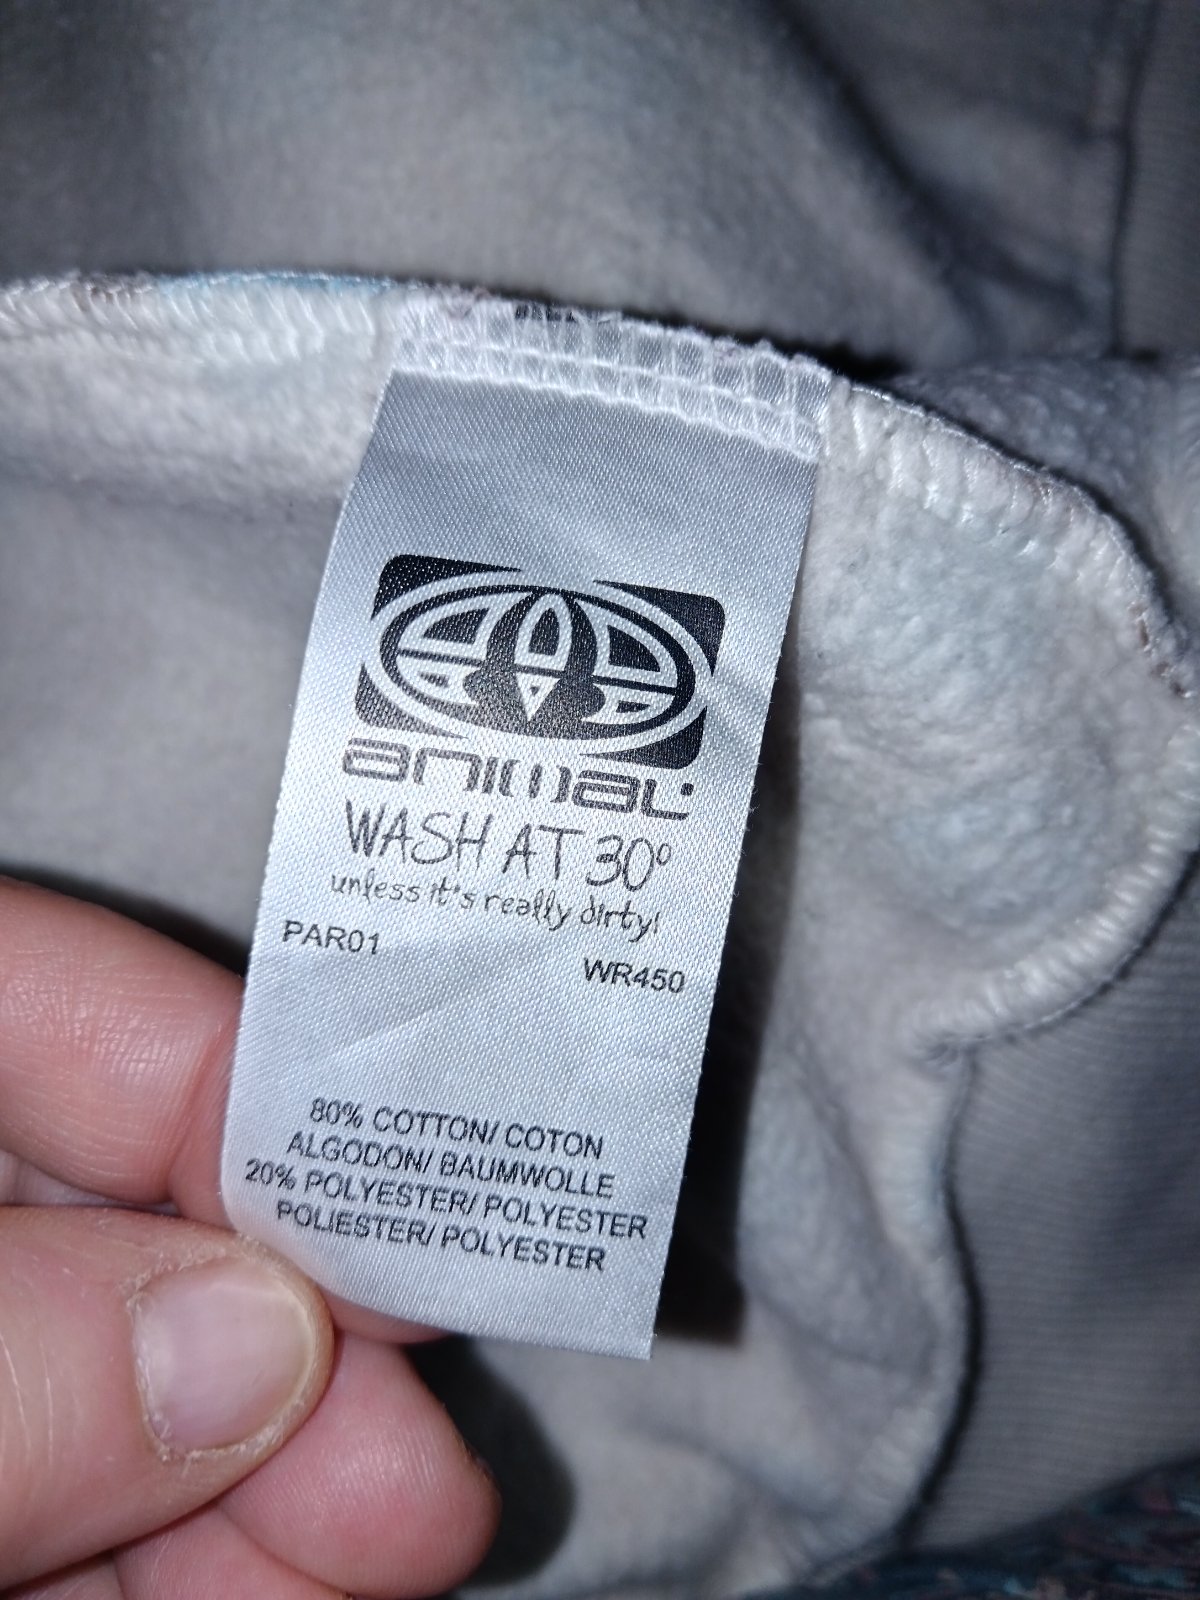 animal
WASH AT 30°
unless it's really dirty!
PAR01
WR450
80% COTTON/ COTON
ALGODON/ BAUMWOLLE
20% POLYESTER/ POLYESTER
POLIESTER/ POLYESTER